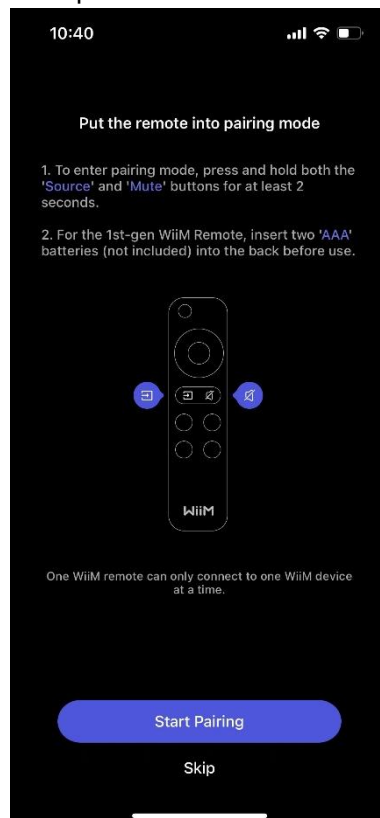 10:40
Put the remote into pairing mode
1. To enter pairing mode, press and hold both the
'Source' and 'Mute' buttons for at least 2
seconds.
2. For the 1st-gen WiiM Remote, insert two 'AAA'
batteries (not included) into the back before use.
WiiM
One WiiM remote can only connect to one WiiM device
at a time.
Start Pairing
Skip